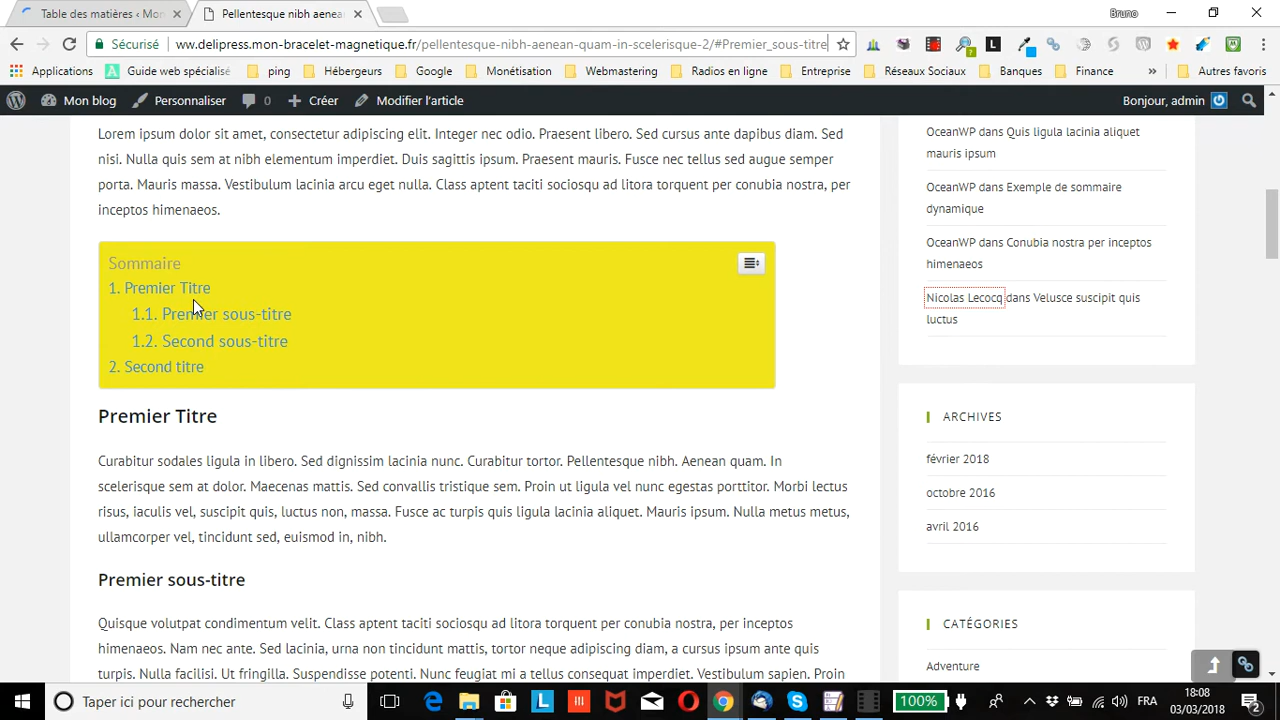 Table des matières ‹ Mon
Pellentesque nibh aenea
Bruno
Sécurisé
ww.delipress.mon-bracelet-magnetique.fr/pellentesque-nibh-aenean-quam-in-scelerisque-2/#Premier_sous-titre
Applications
Guide web spécialisé
ping
Hébergeurs
Google
Monétisation
Webmastering
Radios en ligne
Entreprise
Réseaux Sociaux
Banques
Finance
»
Autres favoris
Mon blog
Personnaliser
0
Créer
Modifier l'article
Bonjour, admin
Lorem ipsum dolor sit amet, consectetur adipiscing elit. Integer nec odio. Praesent libero. Sed cursus ante dapibus diam. Sed
nisi. Nulla quis sem at nibh elementum imperdiet. Duis sagittis ipsum. Praesent mauris. Fusce nec tellus sed augue semper
porta. Mauris massa. Vestibulum lacinia arcu eget nulla. Class aptent taciti sociosqu ad litora torquent per conubia nostra, per
inceptos himenaeos.
Sommaire
1. Premier Titre
1.1. Premier sous-titre
1.2. Second sous-titre
2. Second titre
Premier Titre
Curabitur sodales ligula in libero. Sed dignissim lacinia nunc. Curabitur tortor. Pellentesque nibh. Aenean quam. In
scelerisque sem at dolor. Maecenas mattis. Sed convallis tristique sem. Proin ut ligula vel nunc egestas porttitor. Morbi lectus
risus, iaculis vel, suscipit quis, luctus non, massa. Fusce ac turpis quis ligula lacinia aliquet. Mauris ipsum. Nulla metus metus,
ullamcorper vel, tincidunt sed, euismod in, nibh.
Premier sous-titre
Quisque volutpat condimentum velit. Class aptent taciti sociosqu ad litora torquent per conubia nostra, per inceptos
himenaeos. Nam nec ante. Sed lacinia, urna non tincidunt mattis, tortor neque adipiscing diam, a cursus ipsum ante quis
turpis. Nulla facilisi. Ut fringilla. Suspendisse potenti. Nunc feugiat mi a tellus consequat imperdiet. Vestibulum sapien. Proin
OceanWP dans Quis ligula lacinia aliquet
mauris ipsum
OceanWP dans Exemple de sommaire
dynamique
OceanWP dans Conubia nostra per inceptos
himenaeos
Nicolas Lecocq dans Velusce suscipit quis
luctus
ARCHIVES
février 2018
octobre 2016
avril 2016
CATÉGORIES
Adventure
Taper ici pour rechercher
100%
FRA
18:08
03/03/2018
2